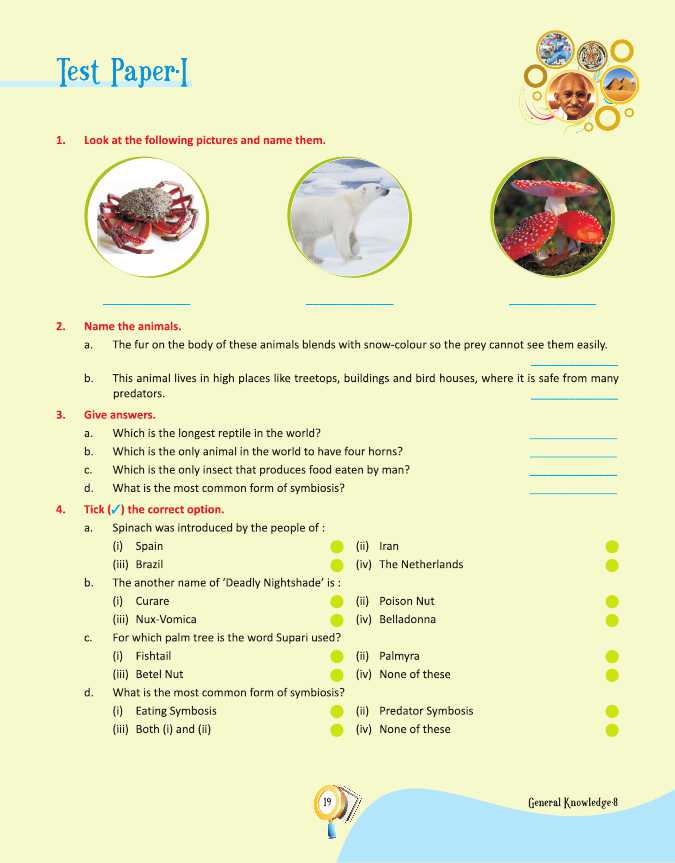 Test Paper-I
1. Look at the following pictures and name them.
2. Name the animals.
a. The fur on the body of these animals blends with snow-colour so the prey cannot see them easily.
b. This animal lives in high places like treetops, buildings and bird houses, where it is safe from many
predators.
3. Give answers.
a. Which is the longest reptile in the world?
b. Which is the only animal in the world to have four horns?
c. Which is the only insect that produces food eaten by man?
d. What is the most common form of symbiosis?
4. Tick (✓) the correct option.
a. Spinach was introduced by the people of :
(i) Spain (ii) Iran
(iii) Brazil (iv) The Netherlands
b. The another name of ‘Deadly Nightshade’ is :
(i) Curare (ii) Poison Nut
(iii) Nux-Vomica (iv) Belladonna
c. For which palm tree is the word Supari used?
(i) Fishtail (ii) Palmyra
(iii) Betel Nut (iv) None of these
d. What is the most common form of symbiosis?
(i) Eating Symbosis (ii) Predator Symbosis
(iii) Both (i) and (ii) (iv) None of these
19 General Knowledge-8